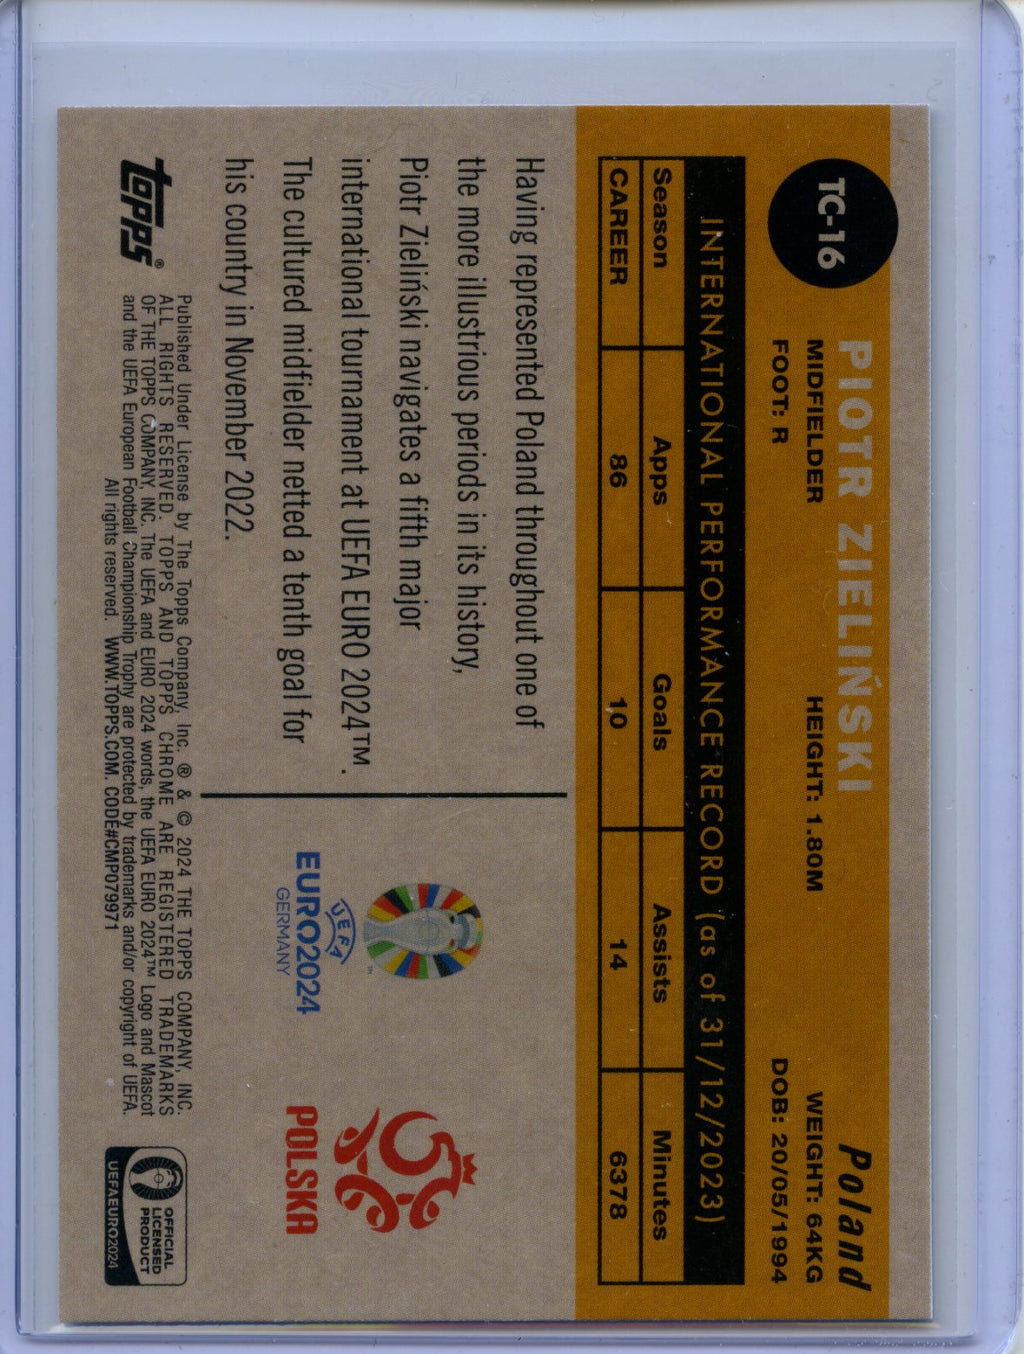 TC-16
PIOTR ZIELIŃSKI
Poland
MIDFIELDER
HEIGHT: 1.80M
WEIGHT: 64KG
FOOT: R
DOB: 20/05/1994
INTERNATIONAL PERFORMANCE RECORD (as of 31/12/2023)
Season Apps Goals Assists Minutes
CAREER 86 10 14 6378
Having represented Poland throughout one of
the more illustrious periods in its history,
Piotr Zieliński navigates a fifth major
international tournament at UEFA EURO 2024™.
The cultured midfielder netted a tenth goal for
his country in November 2022.
UEFA
EURO2024
GERMANY
™
POLSKA
Topps®
Published Under License by The Topps Company, Inc. ® & © 2024 THE TOPPS COMPANY, INC.
ALL RIGHTS RESERVED. TOPPS AND TOPPS CHROME ARE REGISTERED TRADEMARKS
OF THE TOPPS COMPANY, INC. The UEFA and EURO 2024 words, the UEFA EURO 2024™ Logo and Mascot
and the UEFA European Football Championship Trophy are protected by trademarks and/or copyright of UEFA.
All rights reserved. WWW.TOPPS.COM. CODE#CMP079971
OFFICIAL
LICENSED
PRODUCT
UEFAEURO2024